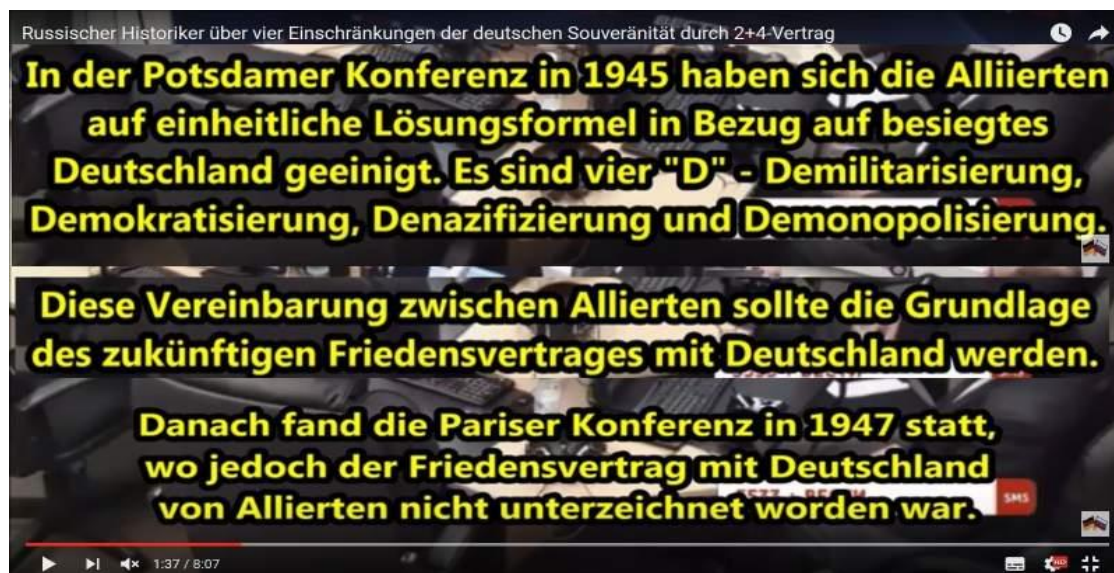 Russischer Historiker über vier Einschränkungen der deutschen Souveränität durch 2+4-Vertrag
In der Potsdamer Konferenz in 1945 haben sich die Alliierten
auf einheitliche Lösungsformel in Bezug auf besiegtes
Deutschland geeinigt. Es sind vier "D" - Demilitarisierung,
Demokratisierung, Denazifizierung und Demonopolisierung.
Diese Vereinbarung zwischen Allierten sollte die Grundlage
des zukünftigen Friedensvertrages mit Deutschland werden.
Danach fand die Pariser Konferenz in 1947 statt,
wo jedoch der Friedensvertrag mit Deutschland
von Allierten nicht unterzeichnet worden war.
SMS
1:37 / 8:07
HD